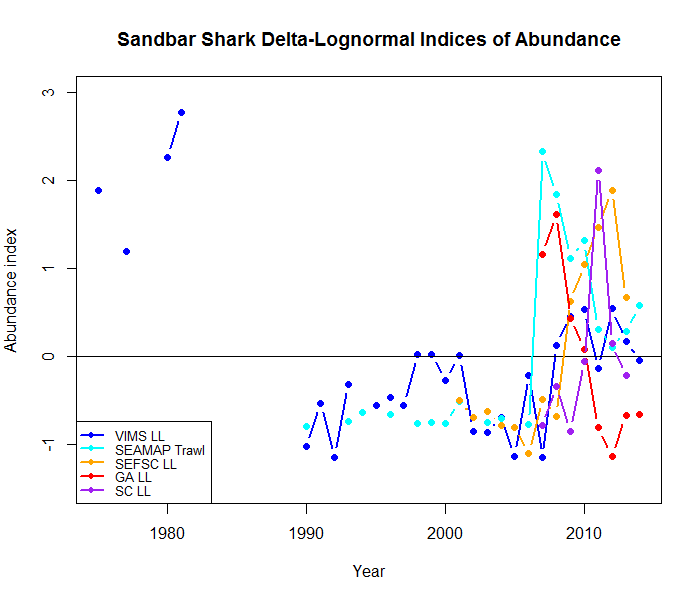 Sandbar Shark Delta-Lognormal Indices of Abundance
3
2
1
0
-1
Abundance index
VIMS LL
SEAMAP Trawl
SEFSC LL
GA LL
SC LL
1980 1990 2000 2010
Year